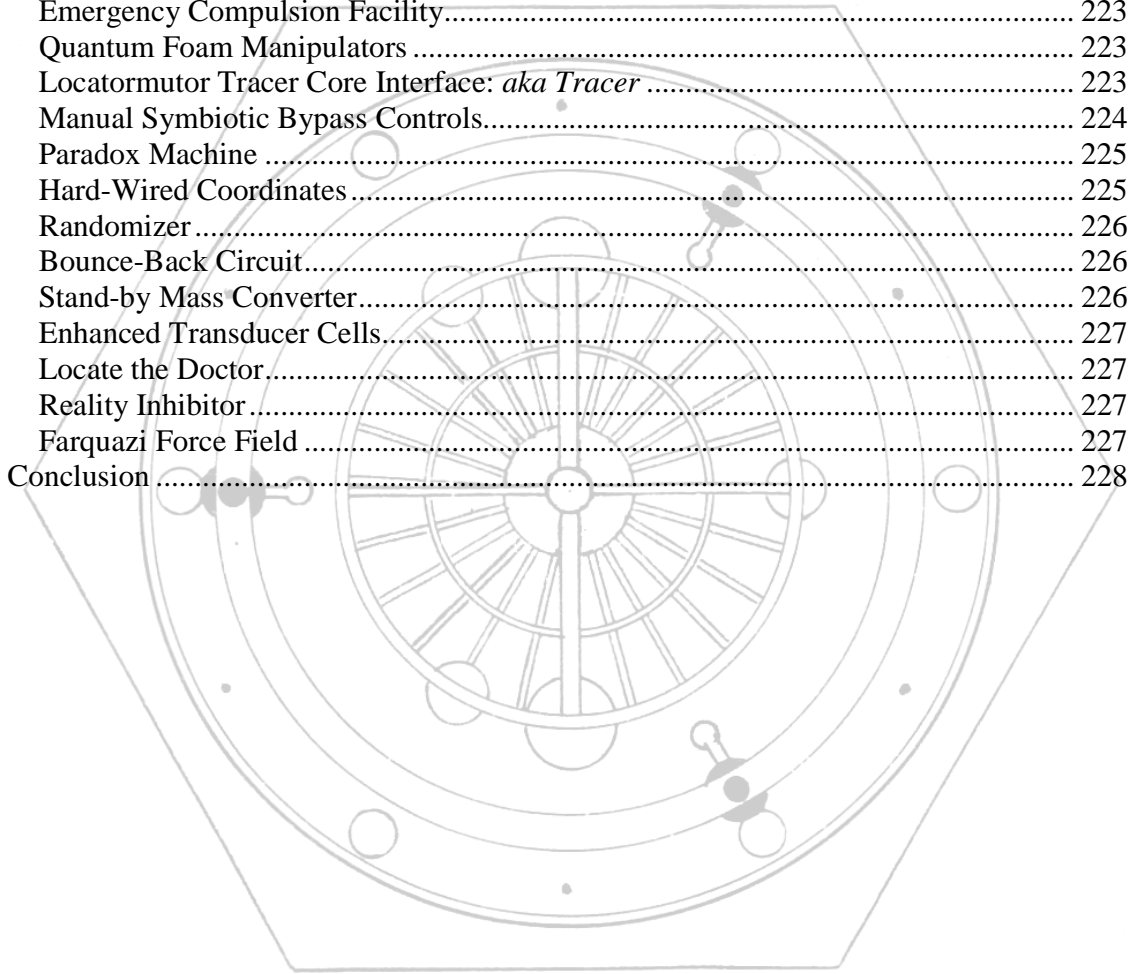 Emergency Compulsion Facility.......................................................................................... 223
Quantum Foam Manipulators ............................................................................................... 223
Locatormutor Tracer Core Interface: aka Tracer ............................................................. 223
Manual Symbiotic Bypass Controls..................................................................................... 224
Paradox Machine ................................................................................................................. 225
Hard-Wired Coordinates....................................................................................................... 225
Randomizer........................................................................................................................... 226
Bounce-Back Circuit............................................................................................................. 226
Stand-by Mass Converter..................................................................................................... 226
Enhanced Transducer Cells.................................................................................................. 227
Locate the Doctor.................................................................................................................. 227
Reality Inhibitor.................................................................................................................... 227
Farquazi Force Field ............................................................................................................. 227
Conclusion ............................................................................................................................... 228